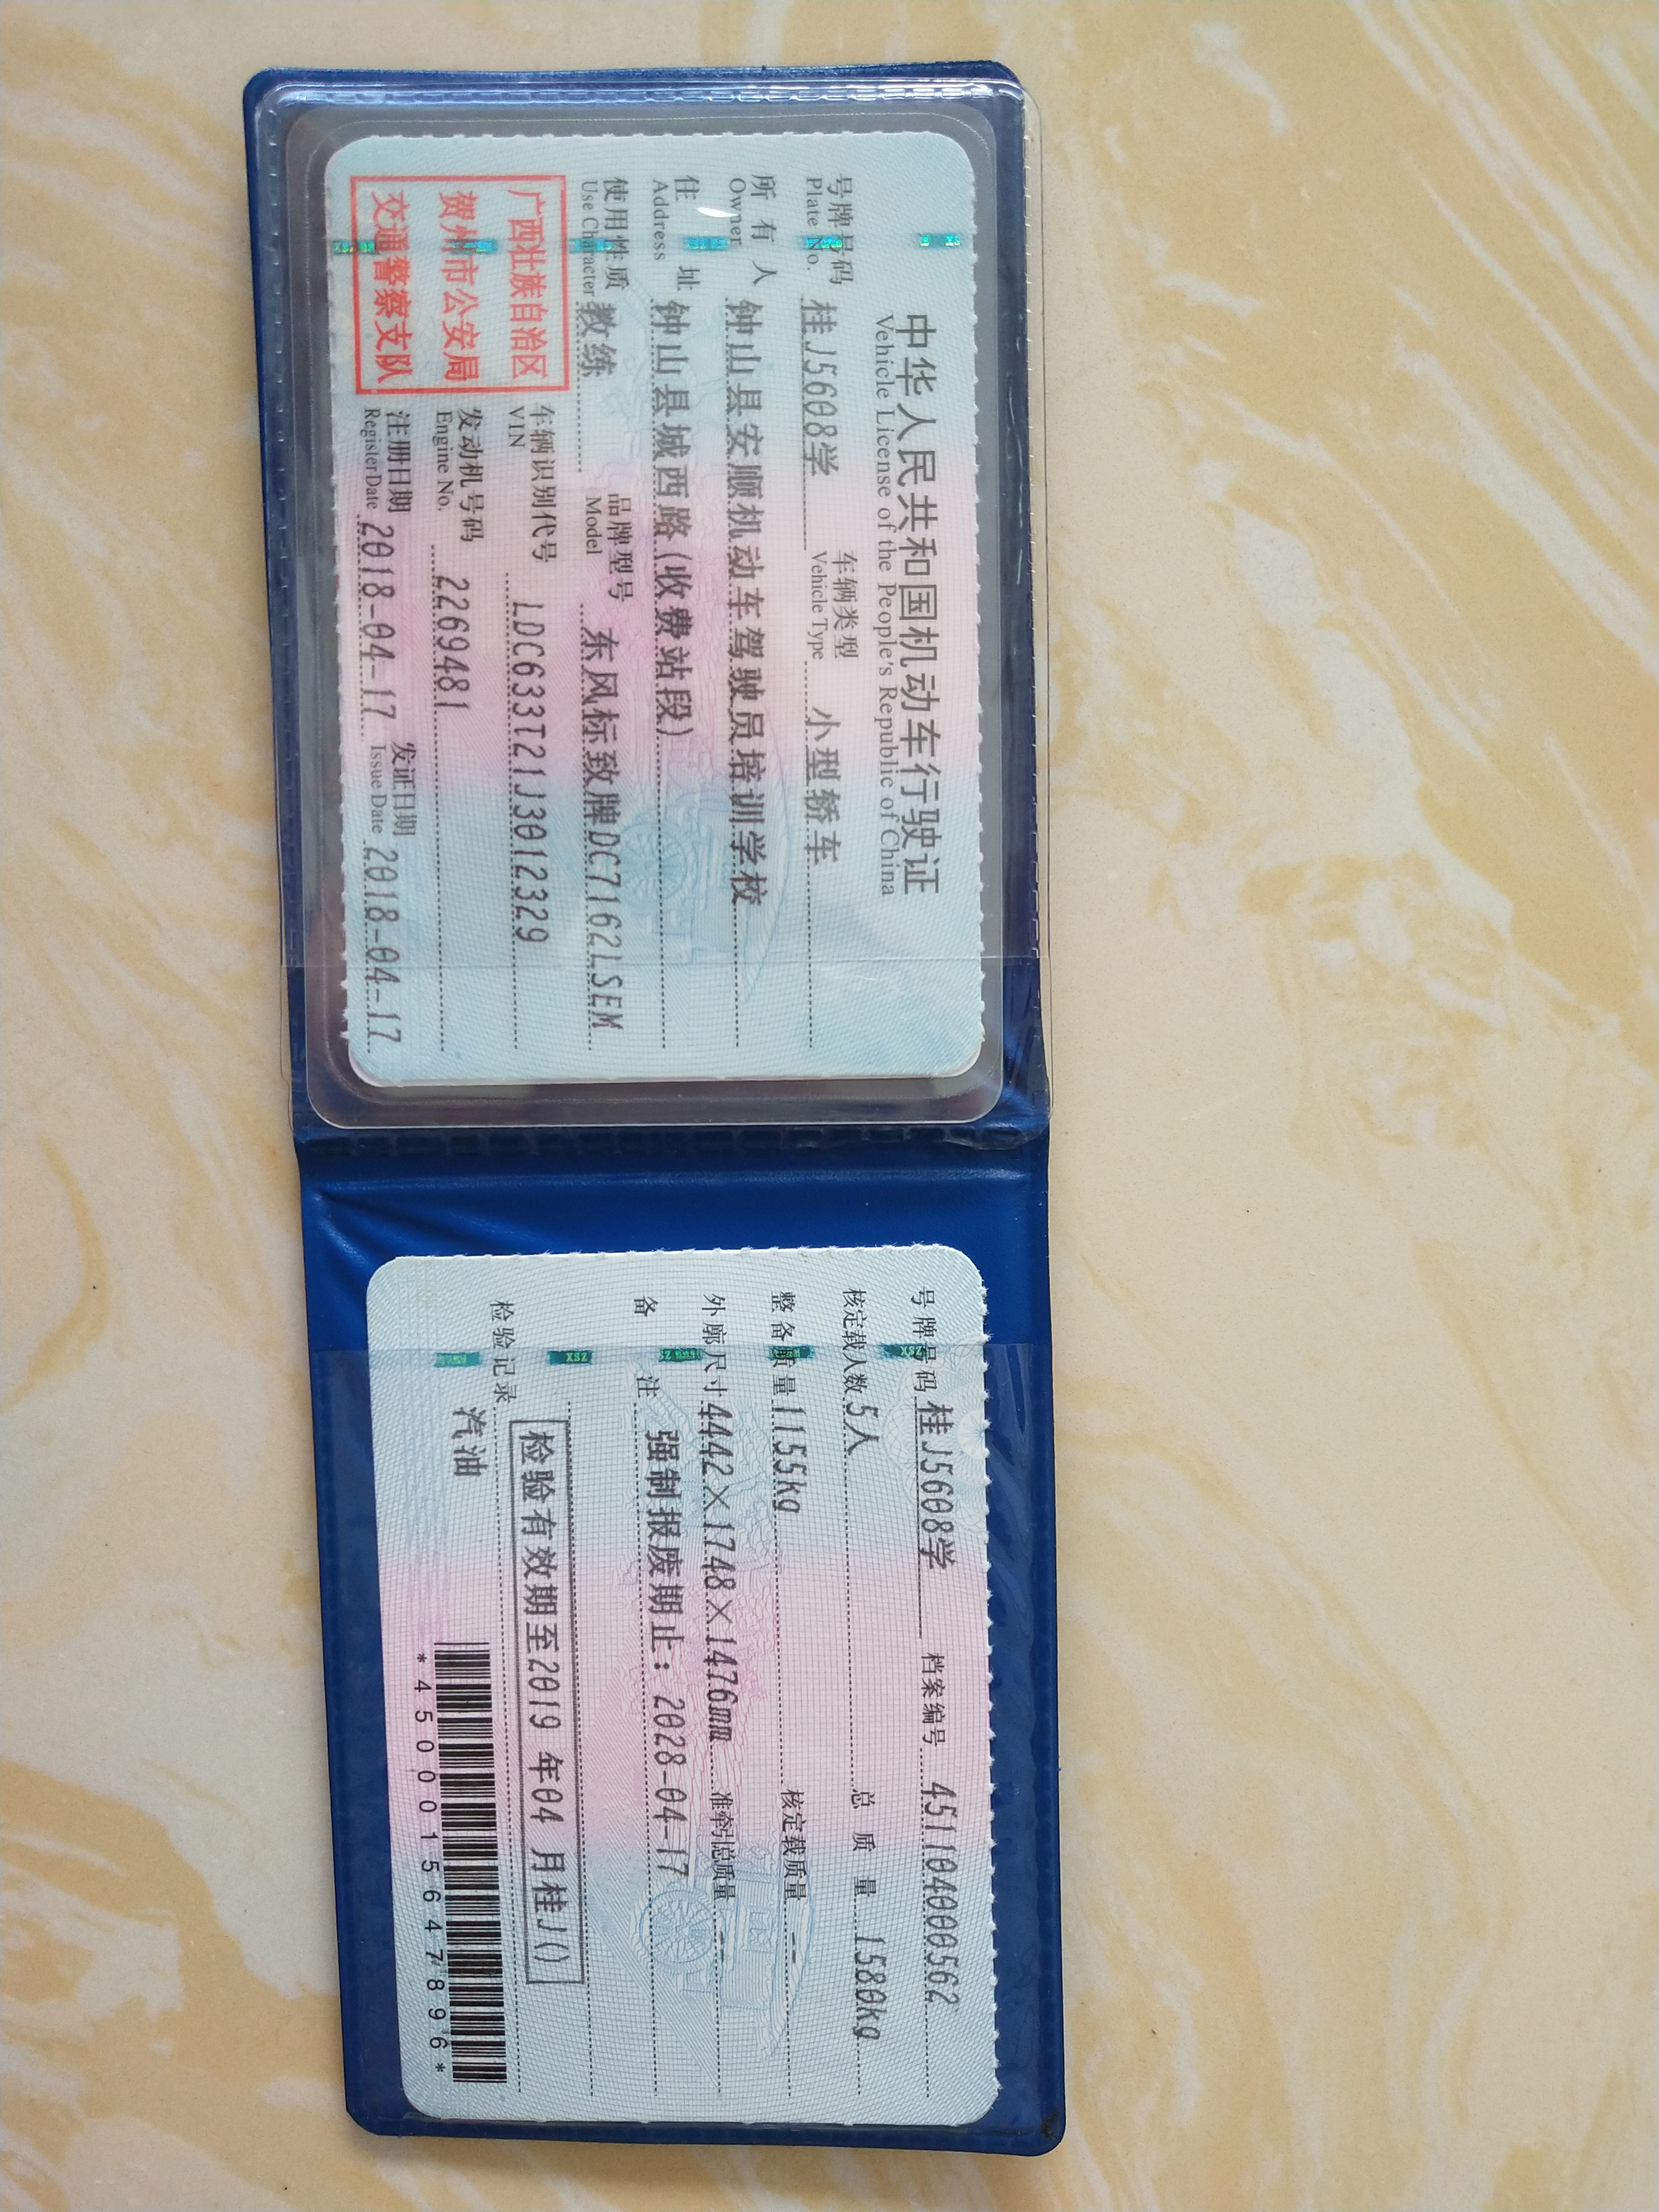 中华人民共和国机动车行驶证
Vehicle License of the People's Republic of China
号牌号码 桂J5608学 车辆类型 小型轿车
Plate No. Vehicle Type
所有人 钟山县安顺机动车驾驶员培训学校
Owner
住址 钟山县城西路(收费站段)
Address
使用性质 教练 品牌型号 东风标致牌DC7162LSEM
Use Character Model
广西壮族自治区
贺州市公安局
交通警察支队
车辆识别代号 LDC633T21J3012329
VIN
发动机号码 2269481
Engine No.
注册日期 2018-04-17 发证日期 2018-04-17
Register Date Issue Date
号牌号码 桂J5608学 档案编号 451104000562
核定载人数 5人 总质量 1580kg
整备质量 1155kg 核定载质量 --
外廓尺寸 4442×1748×1476mm 准牵引总质量 --
备注 强制报废期止：2028-04-17
检验有效期至2019年04月桂J()
检验记录
汽油
*4500015647896*